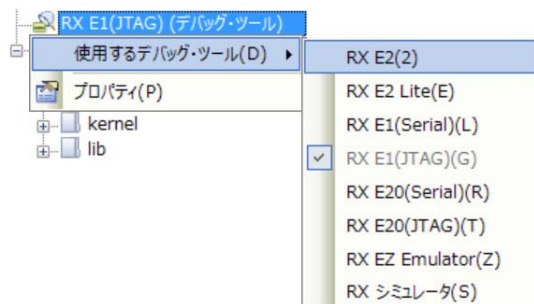 RX E1(JTAG) (デバッグ・ツール)
使用するデバッグ・ツール(D)
プロパティ(P)
kernel
lib
RX E2(2)
RX E2 Lite(E)
RX E1(Serial)(L)
RX E1(JTAG)(G)
RX E20(Serial)(R)
RX E20(JTAG)(T)
RX EZ Emulator(Z)
RX シミュレータ(S)